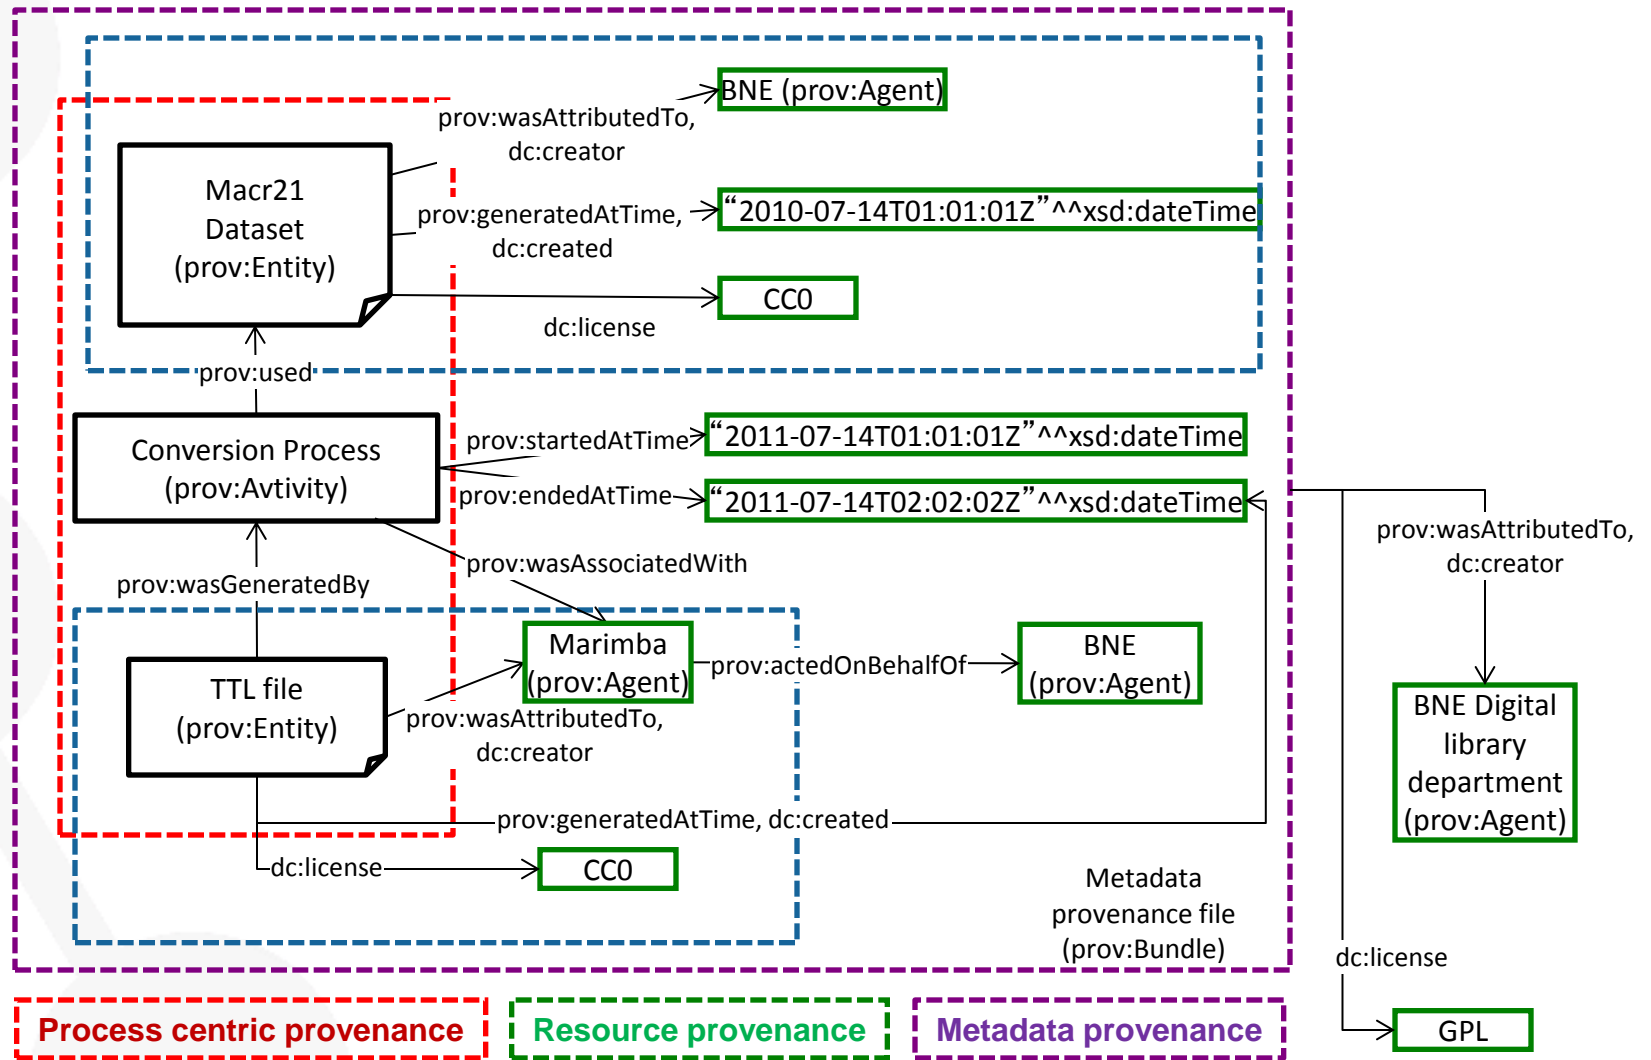 BNE (prov:Agent)
prov:wasAttributedTo,
dc:creator
Macr21
Dataset
(prov:Entity)
prov:generatedAtTime,
dc:created
“2010-07-14T01:01:01Z”^^xsd:dateTime
CC0
dc:license
prov:used
Conversion Process
(prov:Avtivity)
prov:startedAtTime
“2011-07-14T01:01:01Z”^^xsd:dateTime
prov:endedAtTime
“2011-07-14T02:02:02Z”^^xsd:dateTime
prov:wasAttributedTo,
dc:creator
prov:wasAssociatedWith
prov:wasGeneratedBy
Marimba
(prov:Agent)
prov:actedOnBehalfOf
BNE
(prov:Agent)
TTL file
(prov:Entity)
prov:wasAttributedTo,
dc:creator
BNE Digital
library
department
(prov:Agent)
prov:generatedAtTime, dc:created
dc:license
CC0
Metadata
provenance file
(prov:Bundle)
dc:license
GPL
Process centric provenance
Resource provenance
Metadata provenance